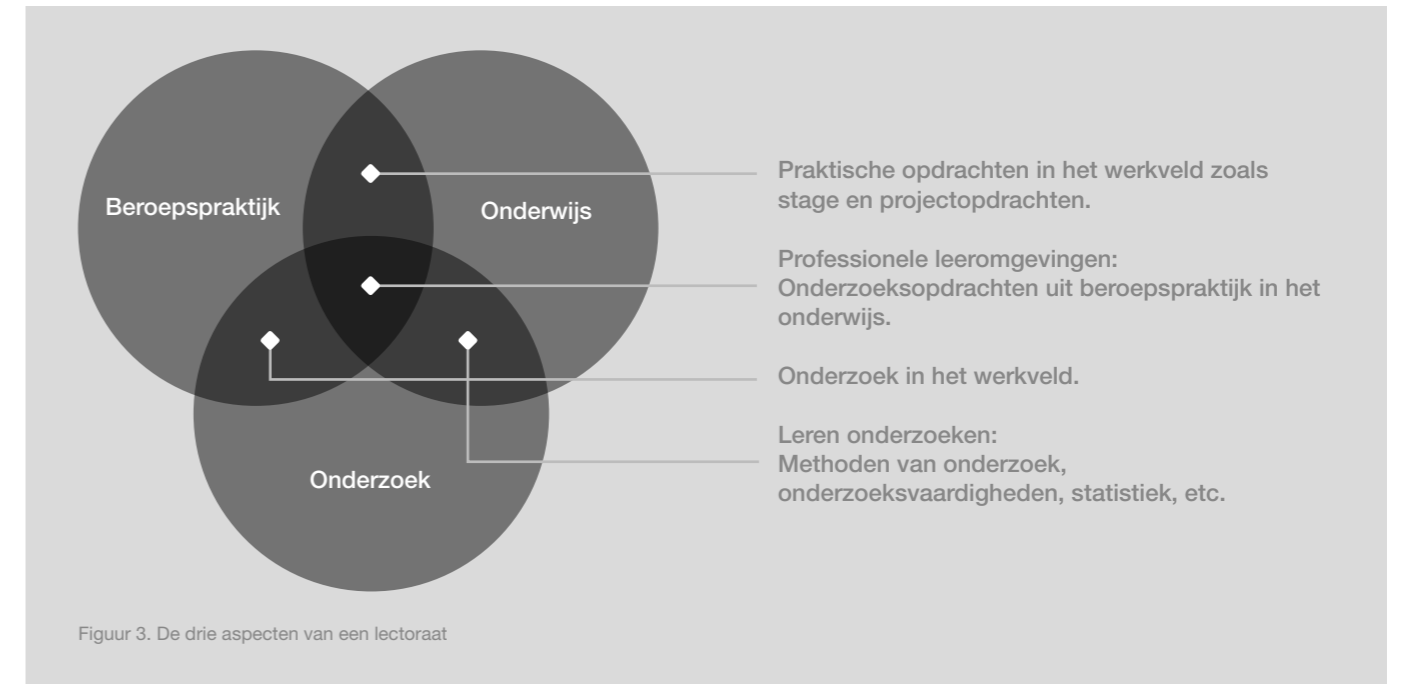 Beroepspraktijk
Onderwijs
Onderzoek
Praktische opdrachten in het werkveld zoals
stage en projectopdrachten.
Professionele leeromgevingen:
Onderzoeksopdrachten uit beroepspraktijk in het
onderwijs.
Onderzoek in het werkveld.
Leren onderzoeken:
Methoden van onderzoek,
onderzoeksvaardigheden, statistiek, etc.
Figuur 3. De drie aspecten van een lectoraat